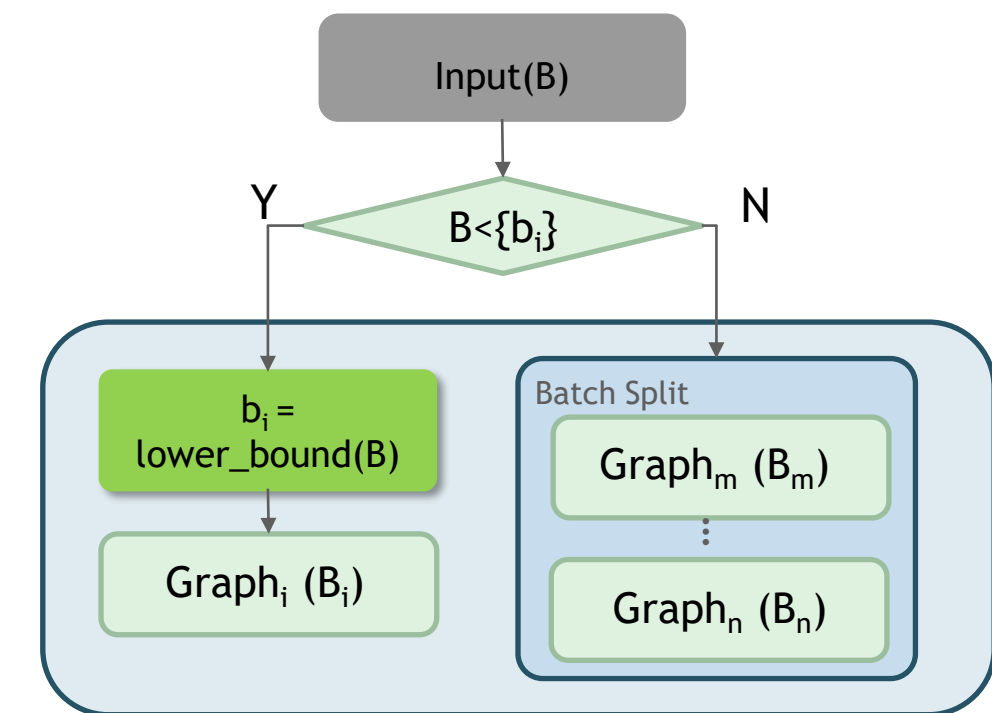 Input(B)
Y
N
B<{bᵢ}
bᵢ =
lower_bound(B)
Graphᵢ (Bᵢ)
Batch Split
Graphₘ (Bₘ)
⋮
Graphₙ (Bₙ)